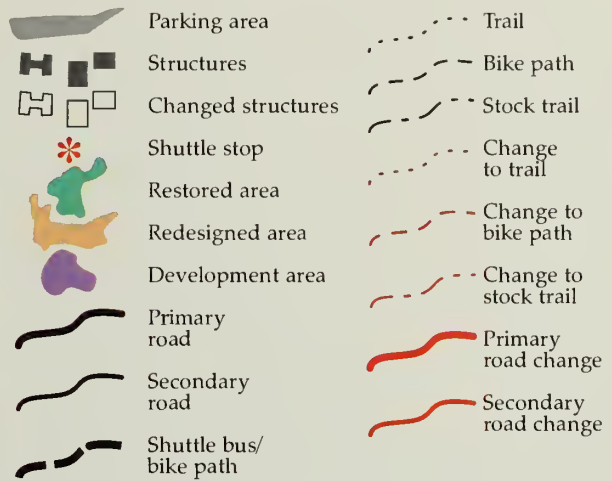 Parking area
Structures
Changed structures
Shuttle stop
Restored area
Redesigned area
Development area
Primary
road
Secondary
road
Shuttle bus/
bike path
Trail
Bike path
Stock trail
Change
to trail
Change to
bike path
Change to
stock trail
Primary
road change
Secondary
road change